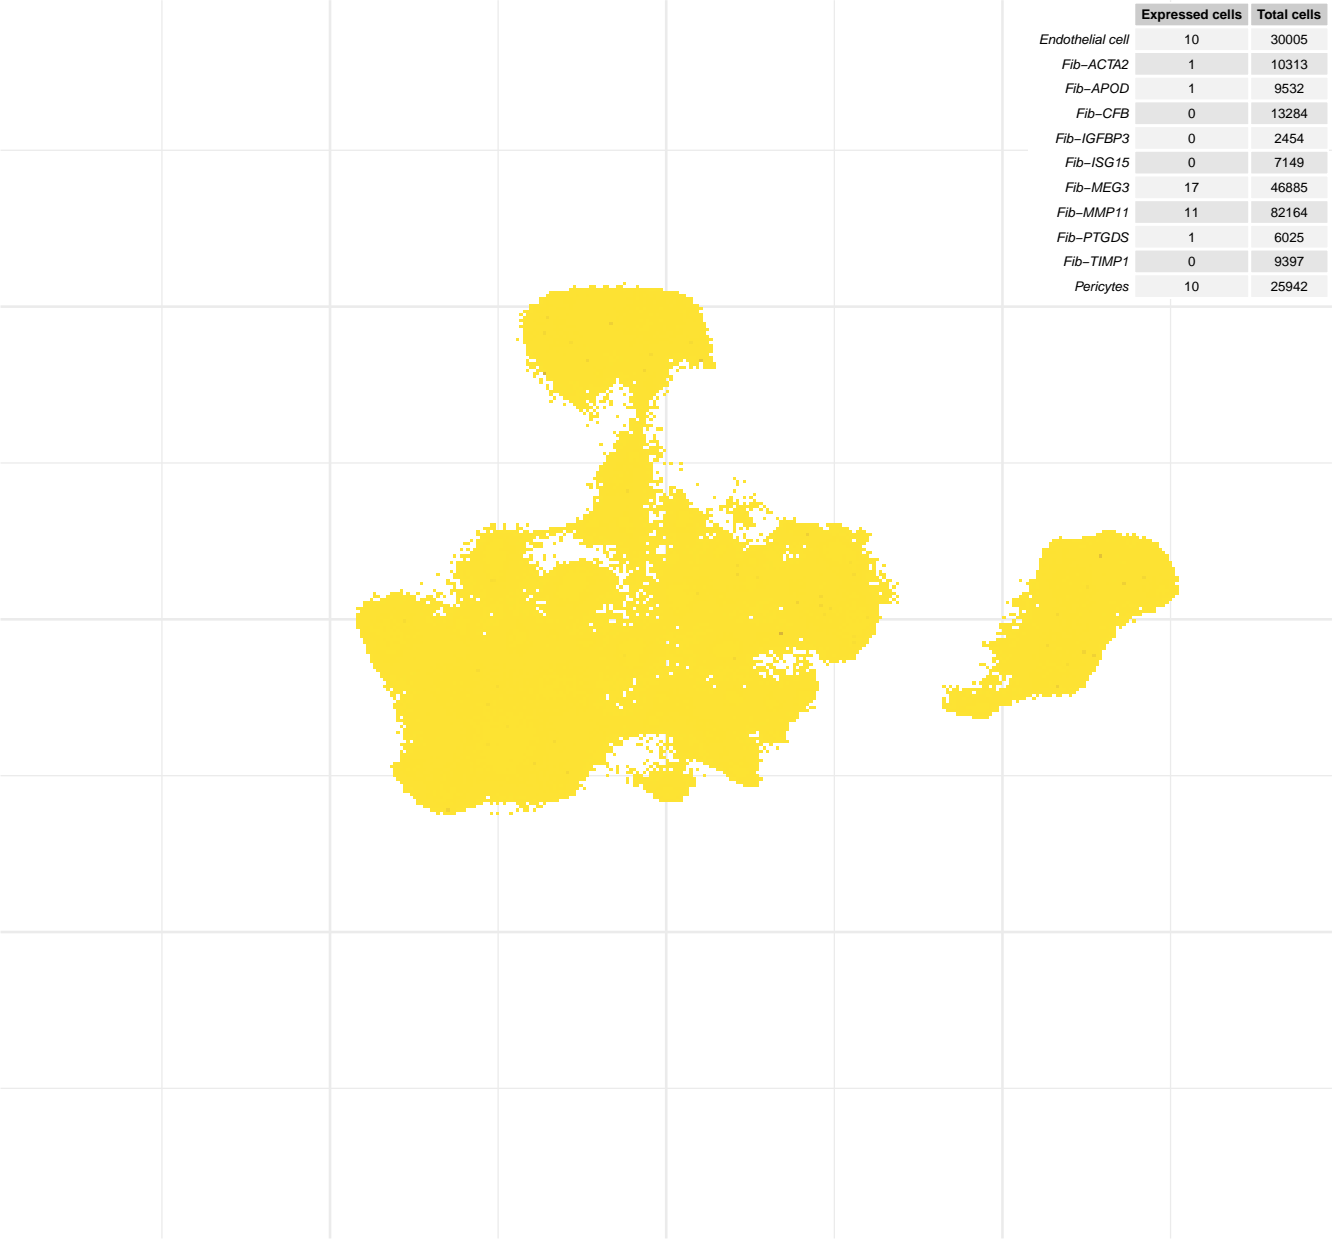 Expressed cells Total cells
Endothelial cell 10 30005
Fib−ACTA2 1 10313
Fib−APOD 1 9532
Fib−CFB 0 13284
Fib−IGFBP3 0 2454
Fib−ISG15 0 7149
Fib−MEG3 17 46885
Fib−MMP11 11 82164
Fib−PTGDS 1 6025
Fib−TIMP1 0 9397
Pericytes 10 25942